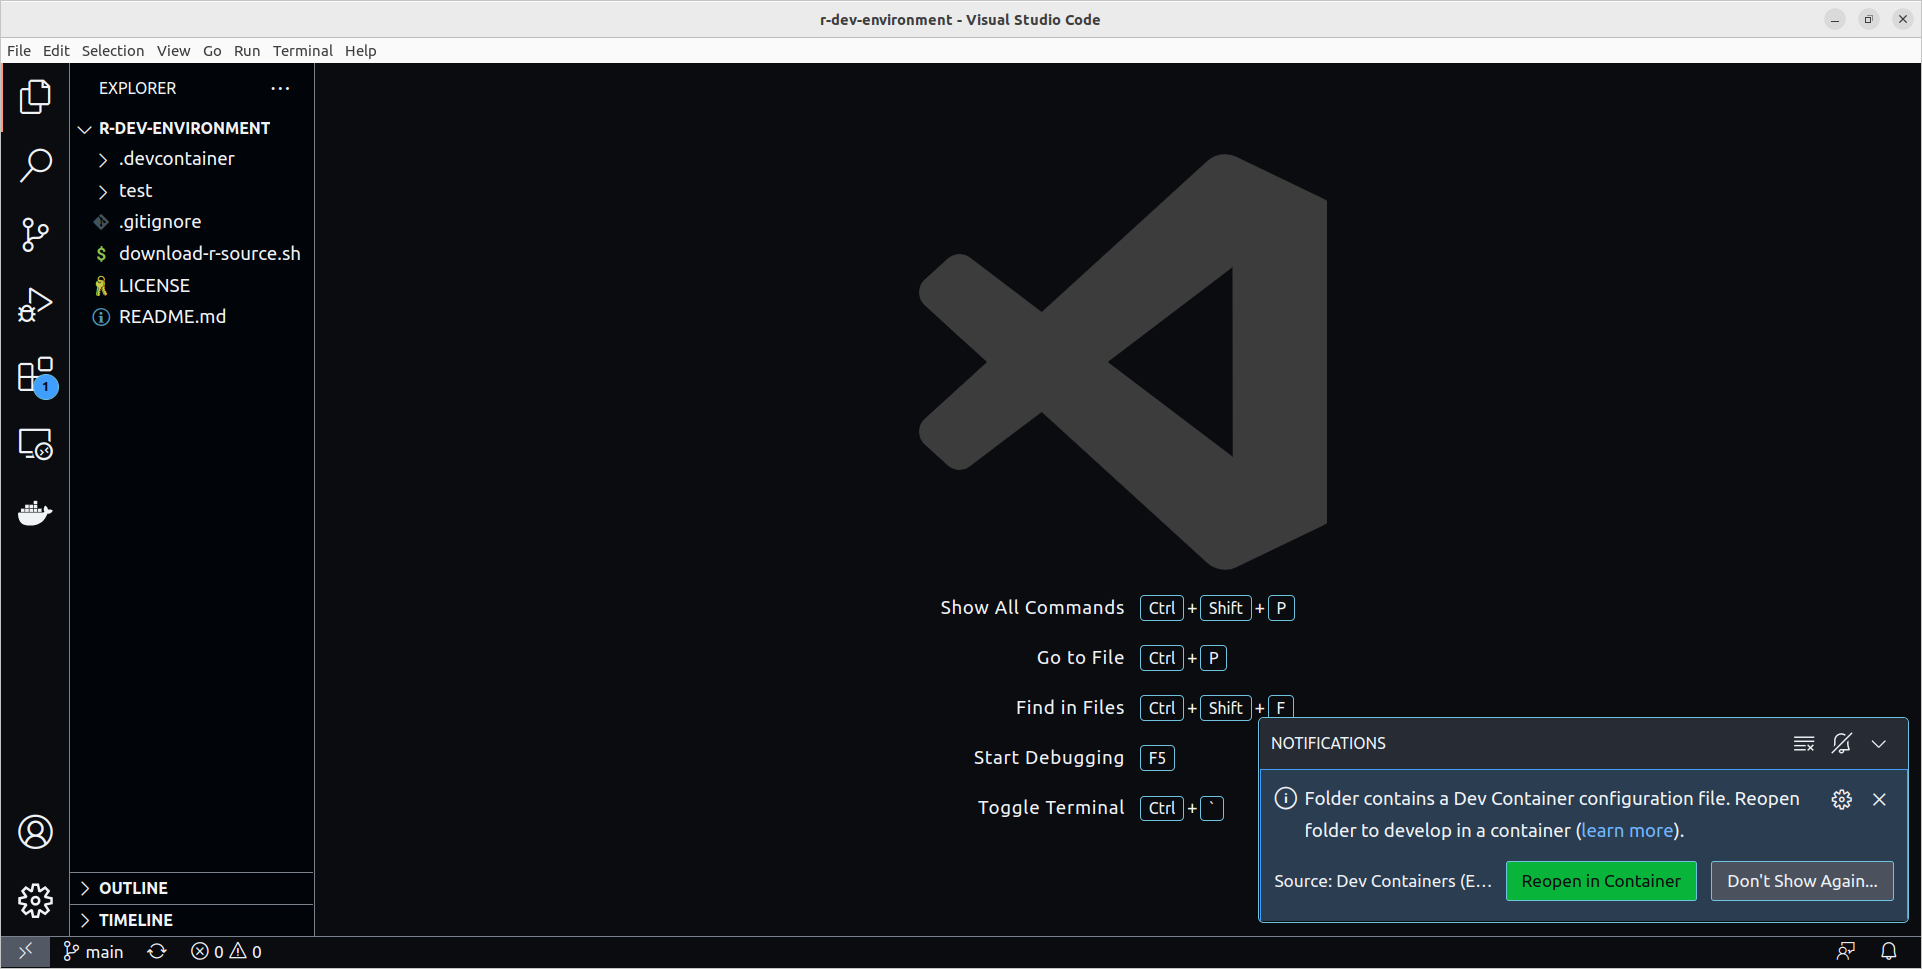 r-dev-environment - Visual Studio Code
File Edit Selection View Go Run Terminal Help
EXPLORER
R-DEV-ENVIRONMENT
.devcontainer
test
.gitignore
$ download-r-source.sh
LICENSE
README.md
1
Show All Commands Ctrl + Shift + P
Go to File Ctrl + P
Find in Files Ctrl + Shift + F
Start Debugging F5
Toggle Terminal Ctrl + `
NOTIFICATIONS
Folder contains a Dev Container configuration file. Reopen
folder to develop in a container (learn more).
Source: Dev Containers (E... Reopen in Container Don't Show Again...
OUTLINE
TIMELINE
main 0 0